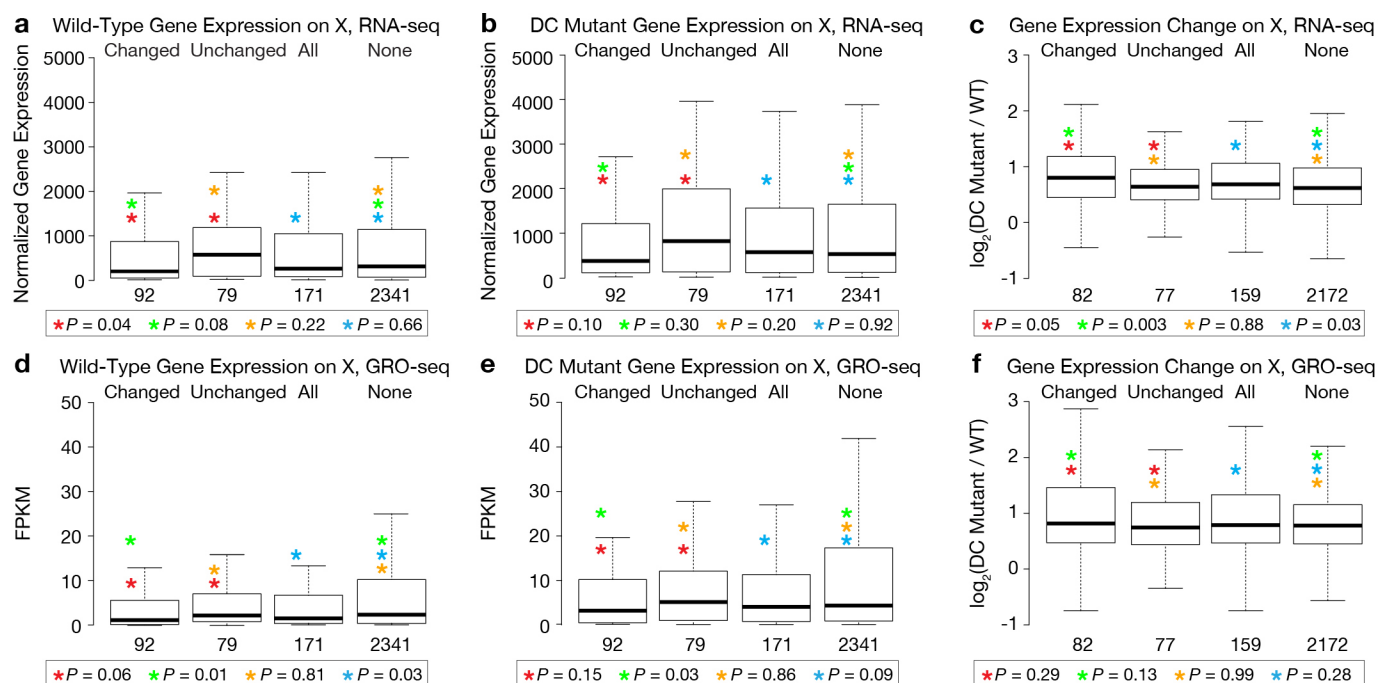 a Wild-Type Gene Expression on X, RNA-seq
Changed Unchanged All None
Normalized Gene Expression
5000
4000
3000
2000
1000
0
92 79 171 2341
*P = 0.04 *P = 0.08 *P = 0.22 *P = 0.66
b DC Mutant Gene Expression on X, RNA-seq
Changed Unchanged All None
Normalized Gene Expression
5000
4000
3000
2000
1000
0
92 79 171 2341
*P = 0.10 *P = 0.30 *P = 0.20 *P = 0.92
c Gene Expression Change on X, RNA-seq
Changed Unchanged All None
log2(DC Mutant / WT)
3
2
1
0
-1
82 77 159 2172
*P = 0.05 *P = 0.003 *P = 0.88 *P = 0.03
d Wild-Type Gene Expression on X, GRO-seq
Changed Unchanged All None
FPKM
50
40
30
20
10
0
92 79 171 2341
*P = 0.06 *P = 0.01 *P = 0.81 *P = 0.03
e DC Mutant Gene Expression on X, GRO-seq
Changed Unchanged All None
FPKM
50
40
30
20
10
0
92 79 171 2341
*P = 0.15 *P = 0.03 *P = 0.86 *P = 0.09
f Gene Expression Change on X, GRO-seq
Changed Unchanged All None
log2(DC Mutant / WT)
3
2
1
0
-1
82 77 159 2172
*P = 0.29 *P = 0.13 *P = 0.99 *P = 0.28